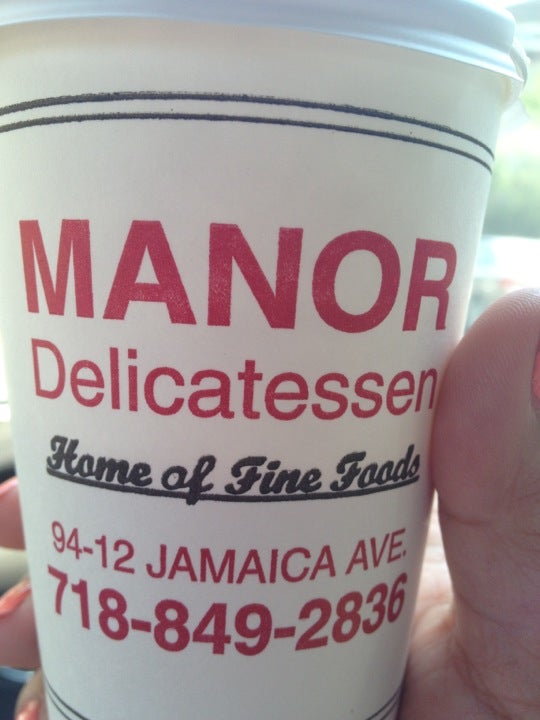 MANOR
Delicatessen
Home of Fine Foods
94-12 JAMAICA AVE.
718-849-2836